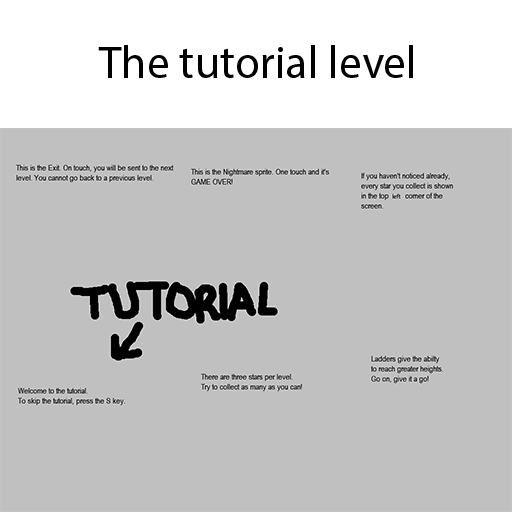 The tutorial level
This is the Exit. On touch, you will be sent to the next
level. You cannot go back to a previous level.
This is the Nightmare sprite. One touch and it's
GAME OVER!
If you haven't noticed already,
every star you collect is shown
in the top left corner of the
screen.
TUTORIAL
Welcome to the tutorial.
To skip the tutorial, press the S key.
There are three stars per level.
Try to collect as many as you can!
Ladders give the abilty
to reach greater heights.
Go on, give it a go!